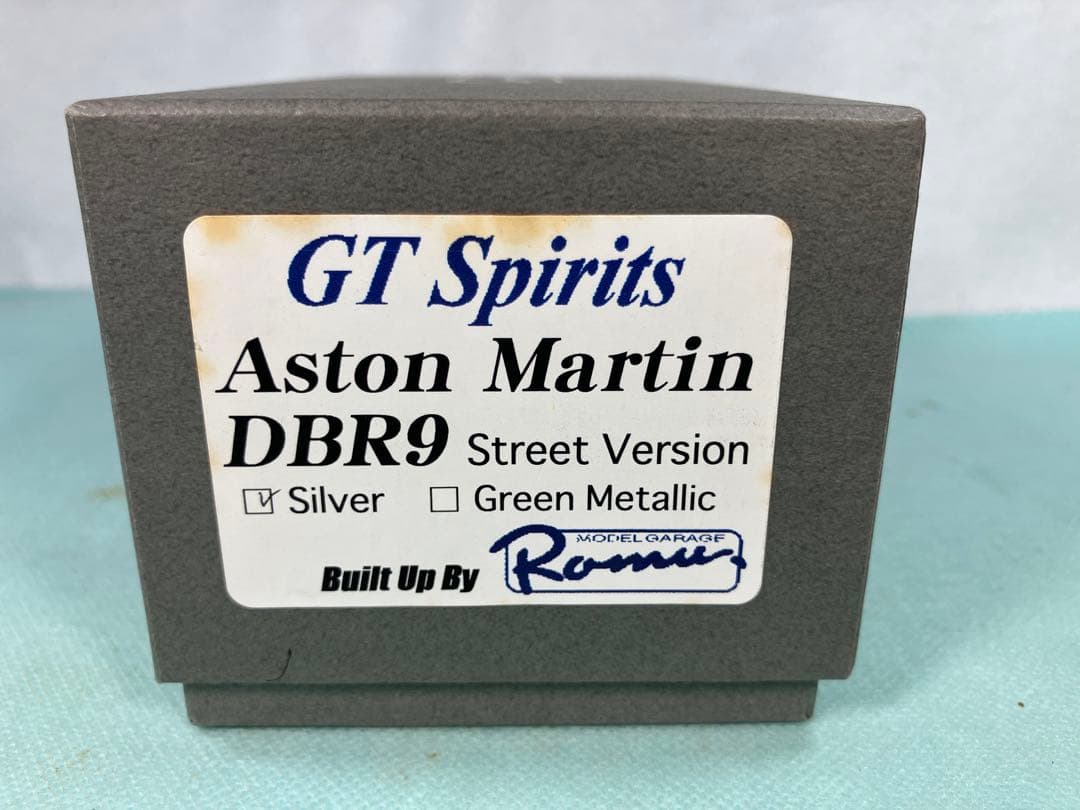 GT Spirits
Aston Martin
DBR9 Street Version
☑ Silver ☐ Green Metallic
MODEL GARAGE
Built Up By Romu